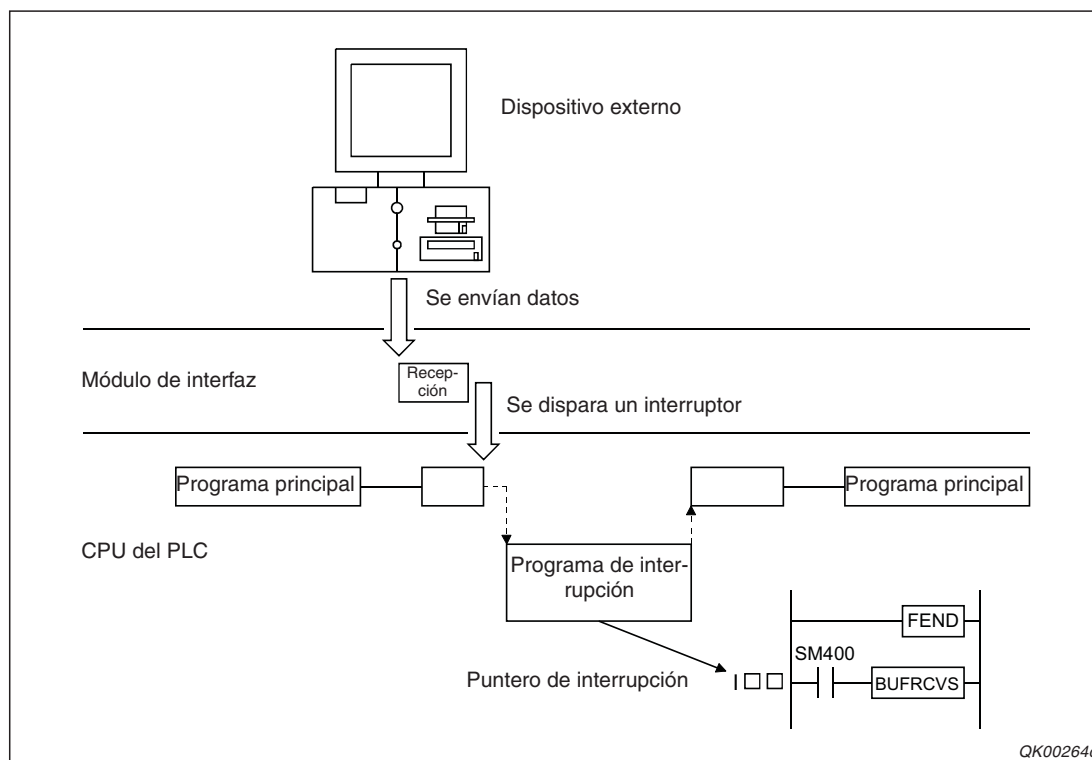 Dispositivo externo
Se envían datos
Módulo de interfaz
Recep-
ción
Se dispara un interruptor
Programa principal
Programa principal
CPU del PLC
Programa de inter-
rupción
FEND
SM400
Puntero de interrupción
I□□
BUFRCVS